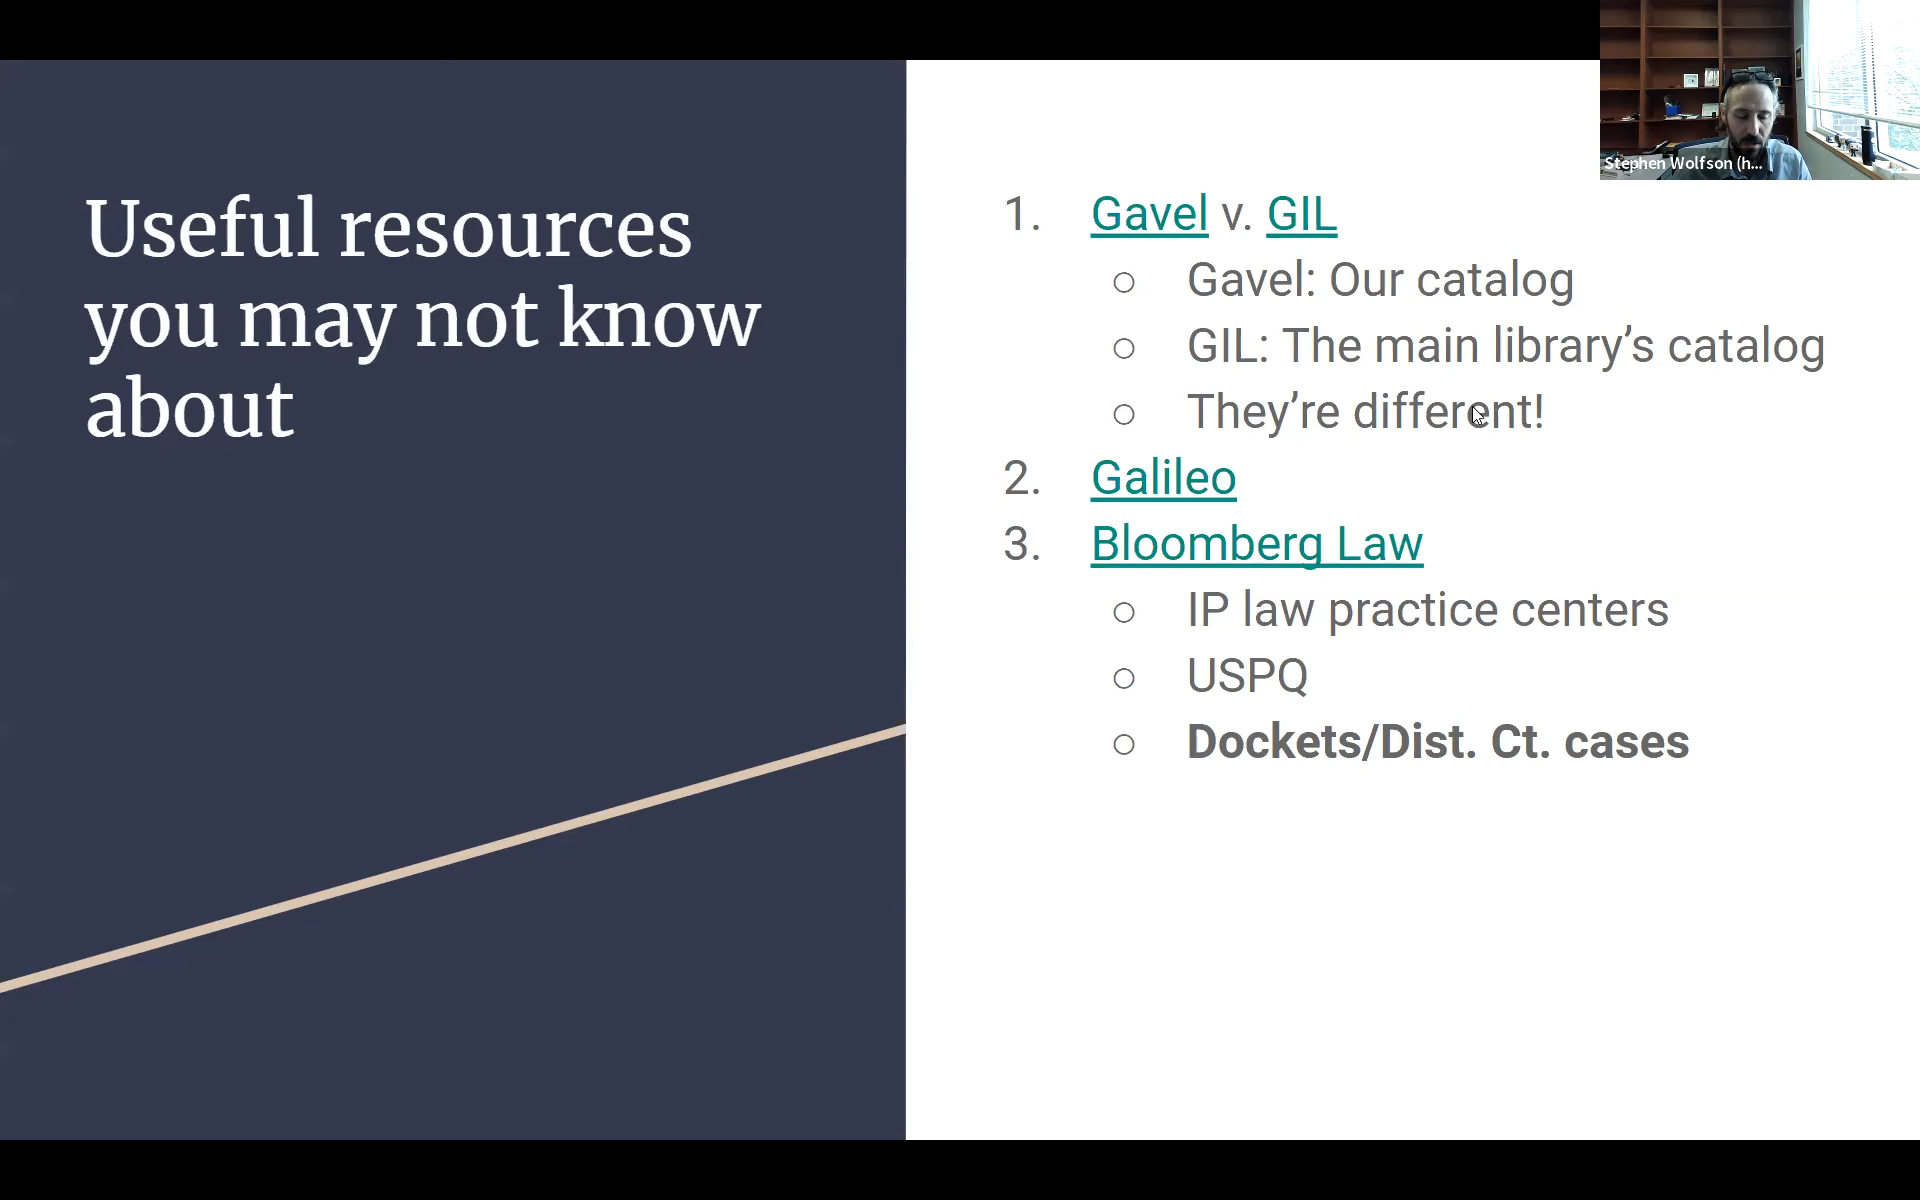 Useful resources
you may not know
about
1. Gavel v. GIL
○ Gavel: Our catalog
○ GIL: The main library’s catalog
○ They’re different!
2. Galileo
3. Bloomberg Law
○ IP law practice centers
○ USPQ
○ Dockets/Dist. Ct. cases
Stephen Wolfson (h...